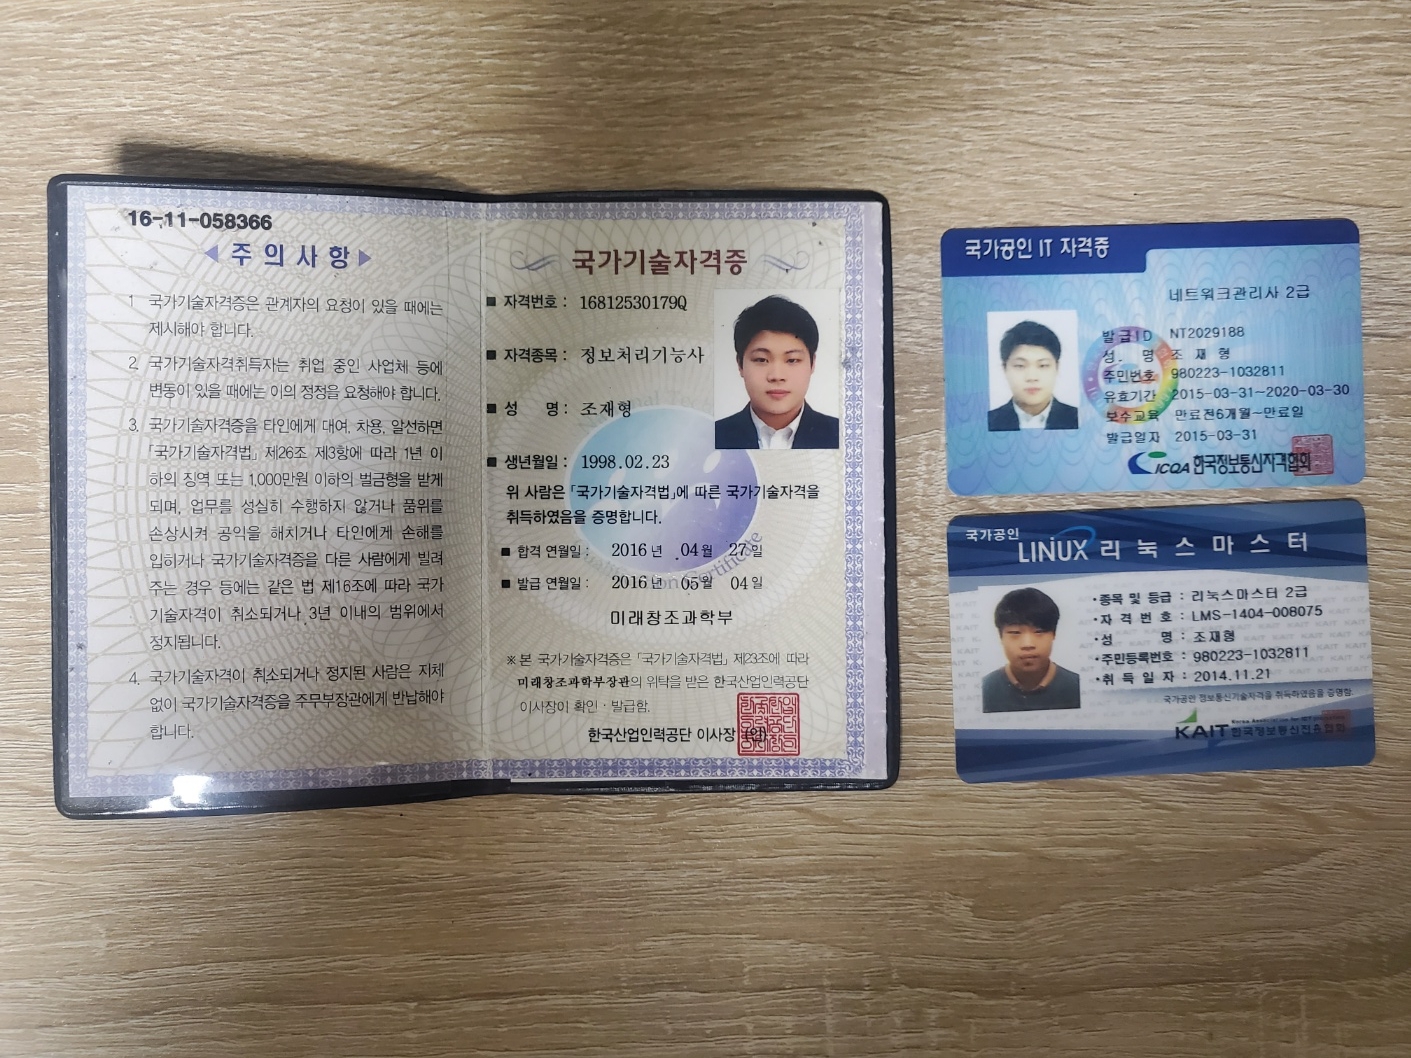 16-11-058366
주의사항
1. 국가기술자격증은 관계자의 요청이 있을 때에는
제시해야 합니다.
2. 국가기술자격취득자는 취업 중인 사업체 등에
변동이 있을 때에는 이의 정정을 요청해야 합니다.
3. 국가기술자격증을 타인에게 대여, 차용, 알선하면
「국가기술자격법」 제26조 제3항에 따라 1년 이
하의 징역 또는 1,000만원 이하의 벌금형을 받게
되며, 업무를 성실히 수행하지 않거나 품위를
손상시켜 공익을 해치거나 타인에게 손해를
입히거나 국가기술자격증을 다른 사람에게 빌려
주는 경우 등에는 같은 법 제16조에 따라 국가
기술자격이 취소되거나 3년 이내의 범위에서
정지됩니다.
4. 국가기술자격이 취소되거나 정지된 사람은 지체
없이 국가기술자격증을 주무부장관에게 반납해야
합니다.
국가기술자격증
자격번호 : 16812530179Q
자격종목 : 정보처리기능사
성 명 : 조재형
생년월일 : 1998.02.23
위 사람은 「국가기술자격법」에 따른 국가기술자격을
취득하였음을 증명합니다.
합격 연월일 : 2016 년 04 월 27 일
발급 연월일 : 2016 년 05 월 04 일
미래창조과학부
※ 본 국가기술자격증은 「국가기술자격법」 제23조에 따라
미래창조과학부장관의 위탁을 받은 한국산업인력공단
이사장이 확인·발급함.
한국산업인력공단 이사장 (인)
국가공인 IT 자격증
네트워크관리사 2급
발급ID NT2029188
성 명 조 재 형
주민번호 980223-1032811
유효기간 2015-03-31~2020-03-30
보수교육 만료전6개월~만료일
발급일자 2015-03-31
ICQA 한국정보통신자격협회
국가공인 LINUX 리눅스마스터
·종목 및 등급 : 리눅스마스터 2급
·자 격 번 호 : LMS-1404-008075
·성 명 : 조재형
·주민등록번호 : 980223-1032811
·취 득 일 자 : 2014.11.21
국가공인 정보통신기술자격을 취득하였음을 증명함.
KAIT 한국정보통신진흥협회